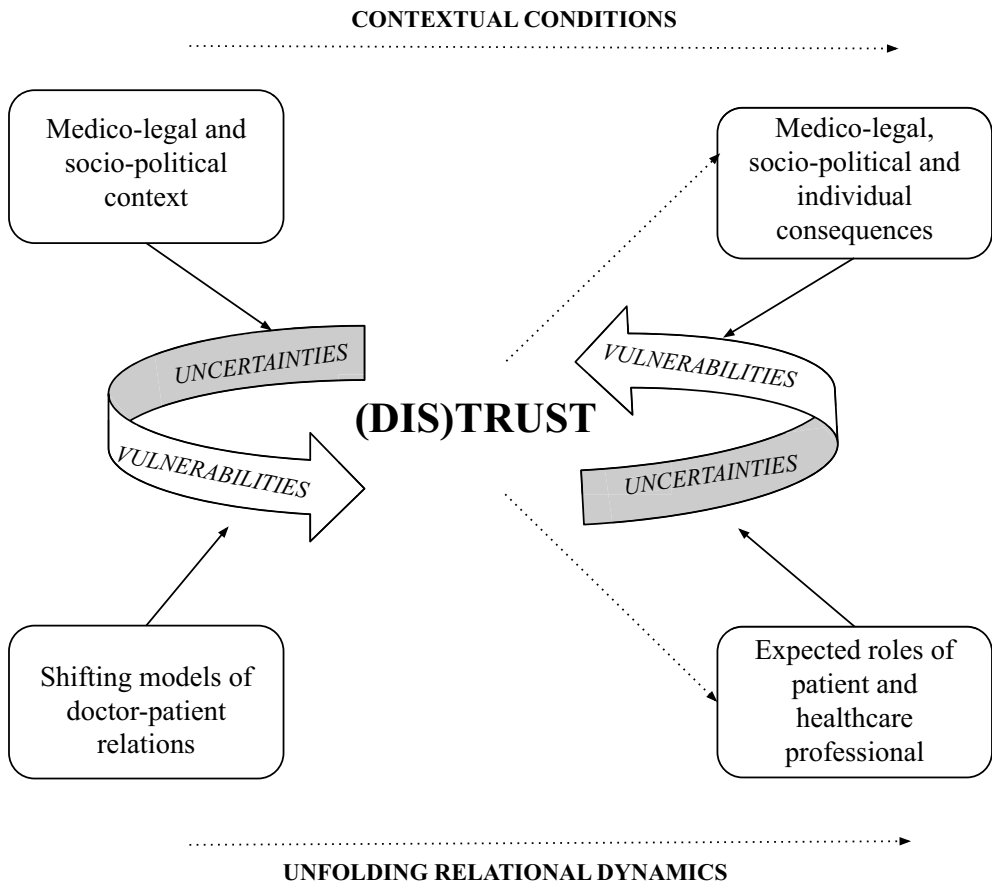 CONTEXTUAL CONDITIONS
Medico-legal and
socio-political
context
Medico-legal,
socio-political and
individual
consequences
UNCERTAINTIES
VULNERABILITIES
(DIS)TRUST
VULNERABILITIES
UNCERTAINTIES
Shifting models of
doctor-patient
relations
Expected roles of
patient and
healthcare
professional
UNFOLDING RELATIONAL DYNAMICS